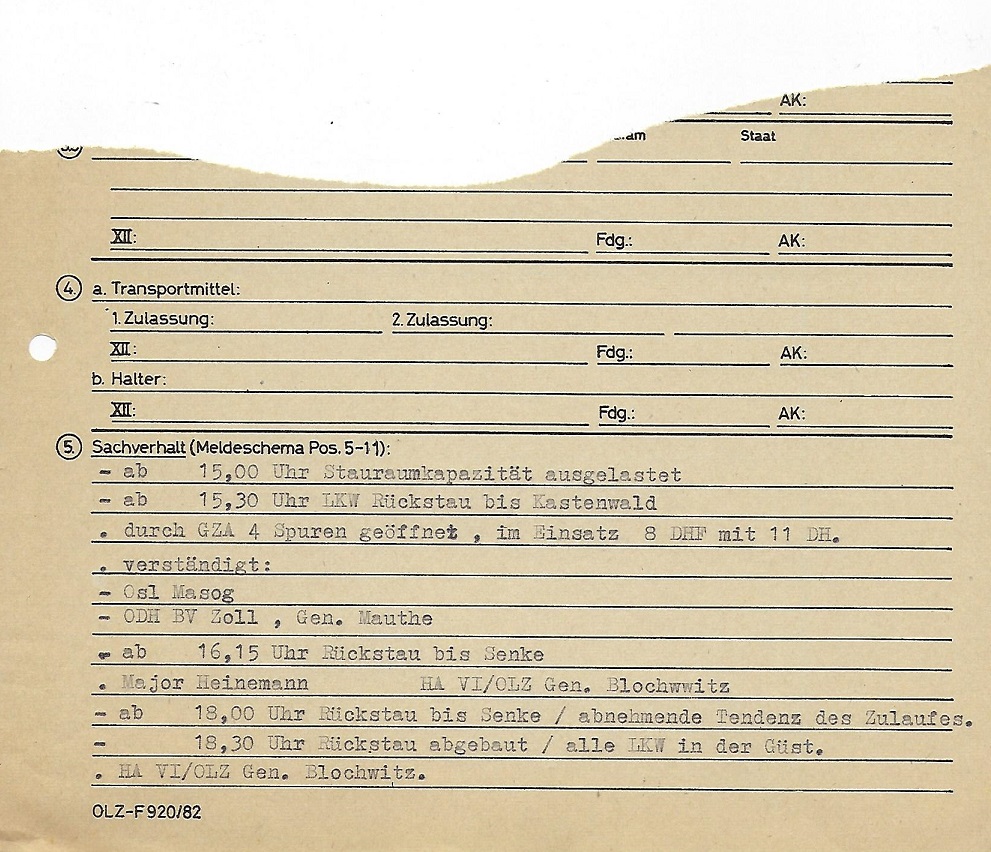 AK:
Staat
XII: Fdg.: AK:
4. a. Transportmittel:
1. Zulassung: 2. Zulassung:
XII: Fdg.: AK:
b. Halter:
XII: Fdg.: AK:
5. Sachverhalt (Meldeschema Pos. 5-11):
- ab 15,00 Uhr Stauraumkapazität ausgelastet
- ab 15,30 Uhr LKW Rückstau bis Kastenwald
. durch GZA 4 Spuren geöffnet , im Einsatz 8 DHF mit 11 DH.
. verständigt:
- Osl Masog
- ODH BV Zoll , Gen. Mauthe
- ab 16,15 Uhr Rückstau bis Senke
. Major Heinemann HA VI/OLZ Gen. Blochwwitz
- ab 18,00 Uhr Rückstau bis Senke / abnehmende Tendenz des Zulaufes.
- 18,30 Uhr Rückstau abgebaut / alle LKW in der Güst.
. HA VI/OLZ Gen. Blochwitz.
OLZ-F 920/82